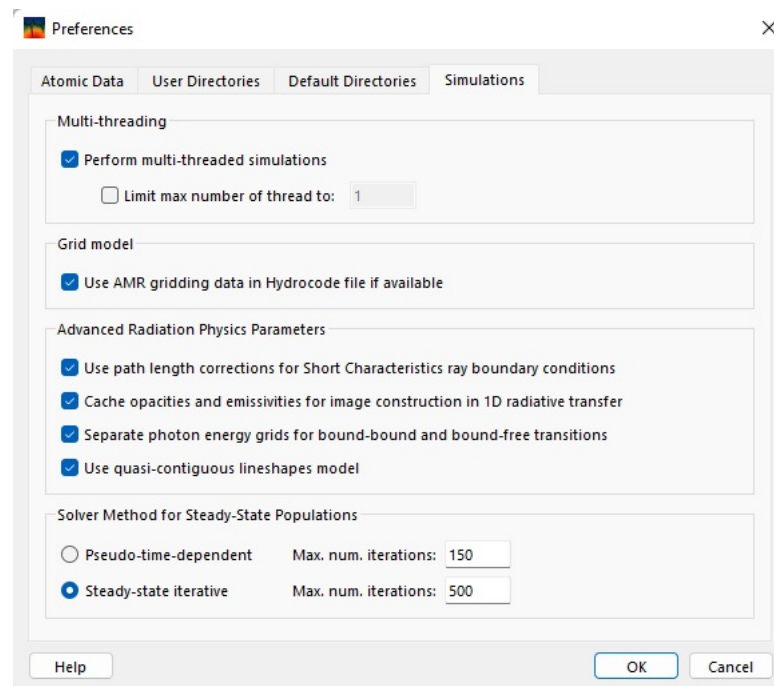 Preferences
Atomic Data User Directories Default Directories Simulations
Multi-threading
Perform multi-threaded simulations
Limit max number of thread to: 1
Grid model
Use AMR gridding data in Hydrocode file if available
Advanced Radiation Physics Parameters
Use path length corrections for Short Characteristics ray boundary conditions
Cache opacities and emissivities for image construction in 1D radiative transfer
Separate photon energy grids for bound-bound and bound-free transitions
Use quasi-contiguous lineshapes model
Solver Method for Steady-State Populations
Pseudo-time-dependent Max. num. iterations: 150
Steady-state iterative Max. num. iterations: 500
Help OK Cancel